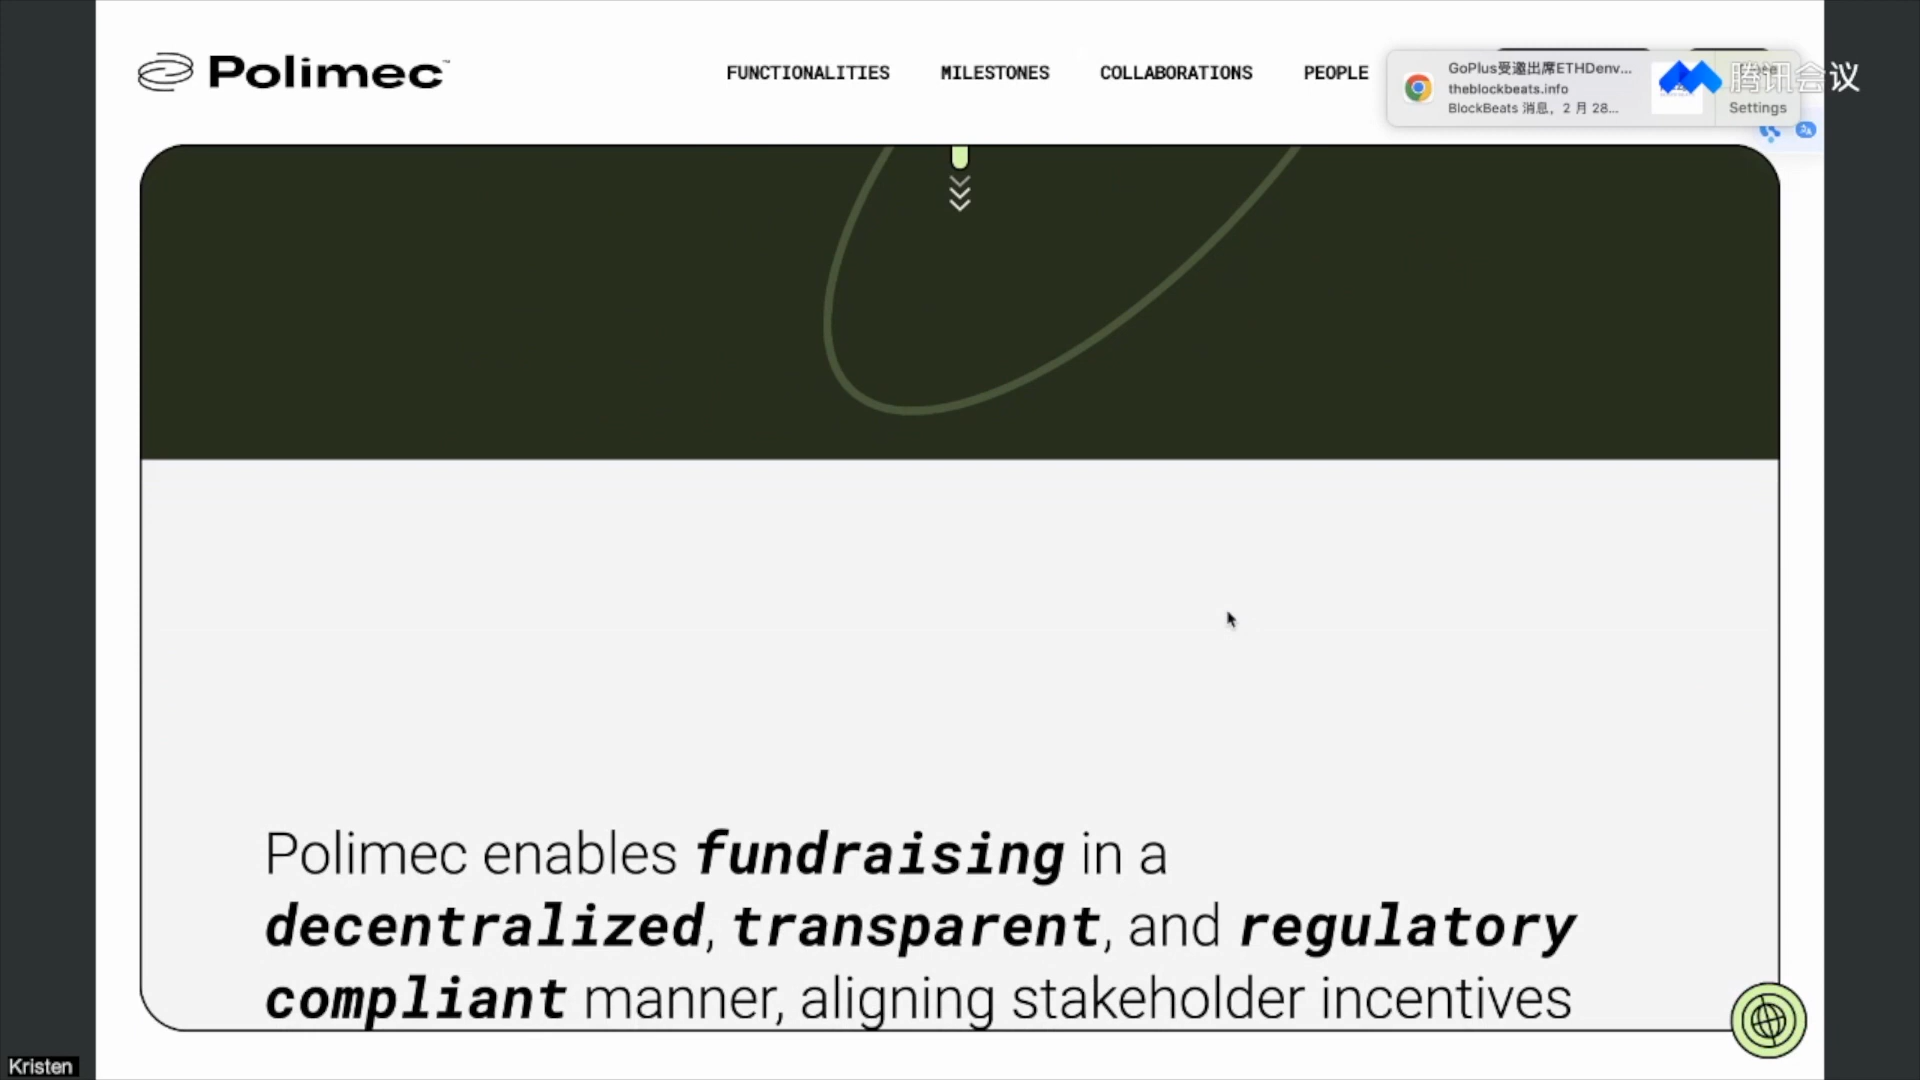 Polimec™
FUNCTIONALITIES
MILESTONES
COLLABORATIONS
PEOPLE
GoPlus受邀出席ETHDenv...
theblockbeats.info
BlockBeats 消息，2 月 28...
Settings
腾讯会议
Polimec enables fundraising in a
decentralized, transparent, and regulatory
compliant manner, aligning stakeholder incentives
Kristen